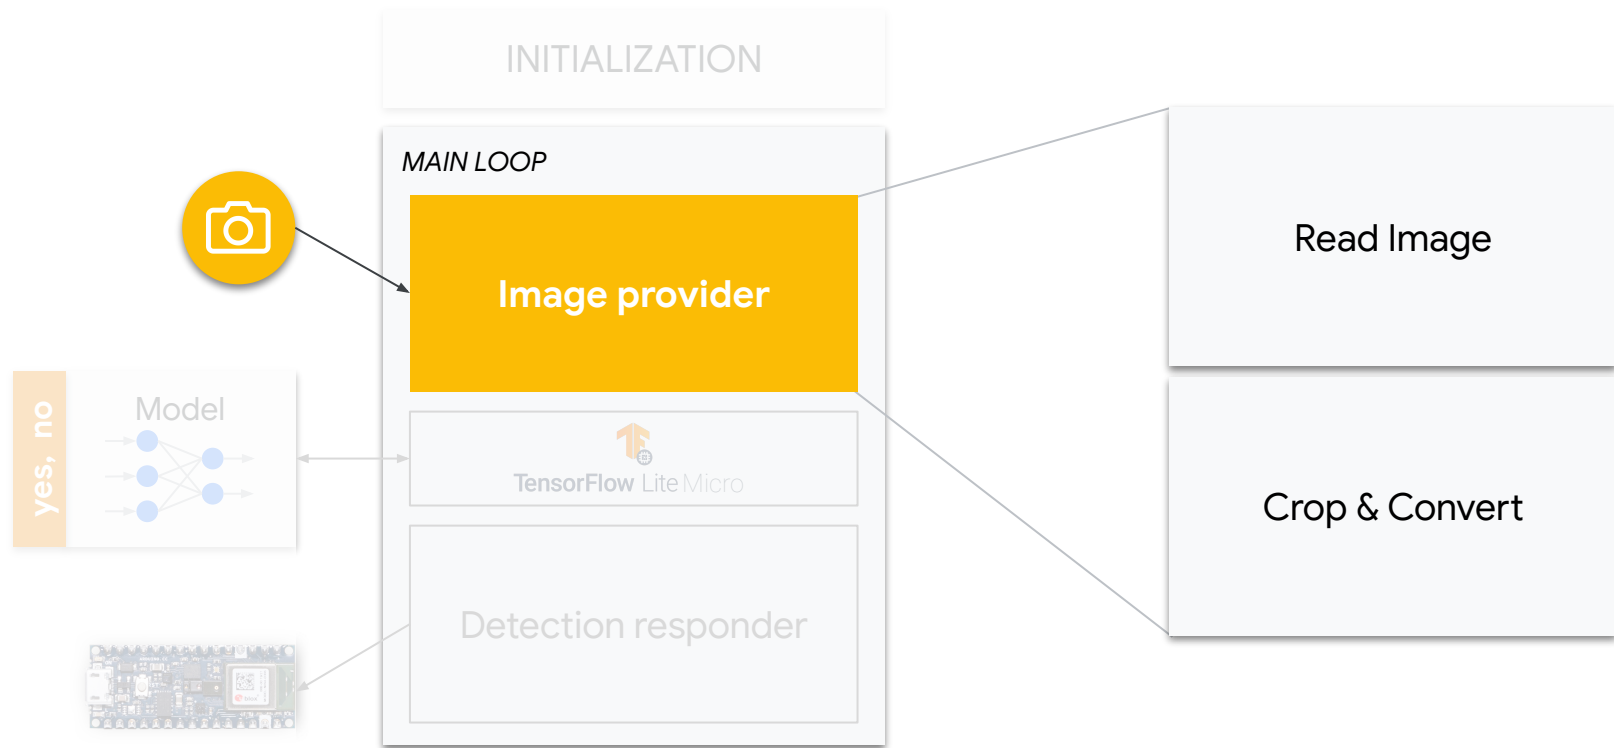 INITIALIZATION
MAIN LOOP
Image provider
Read Image
Crop & Convert
yes, no
Model
TensorFlow Lite Micro
Detection responder